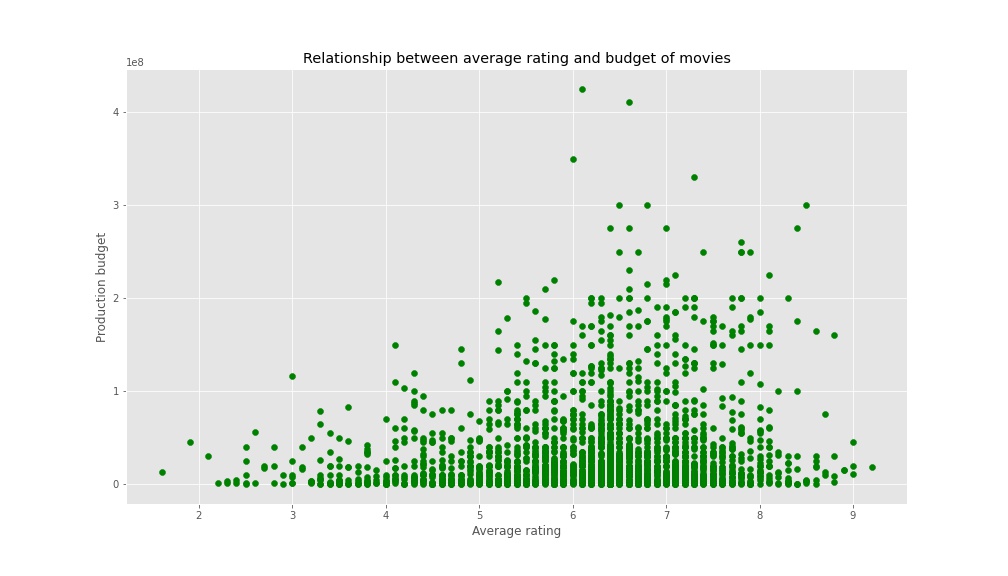 Relationship between average rating and budget of movies
1e8
4
3
2
1
0
Production budget
2 3 4 5 6 7 8 9
Average rating